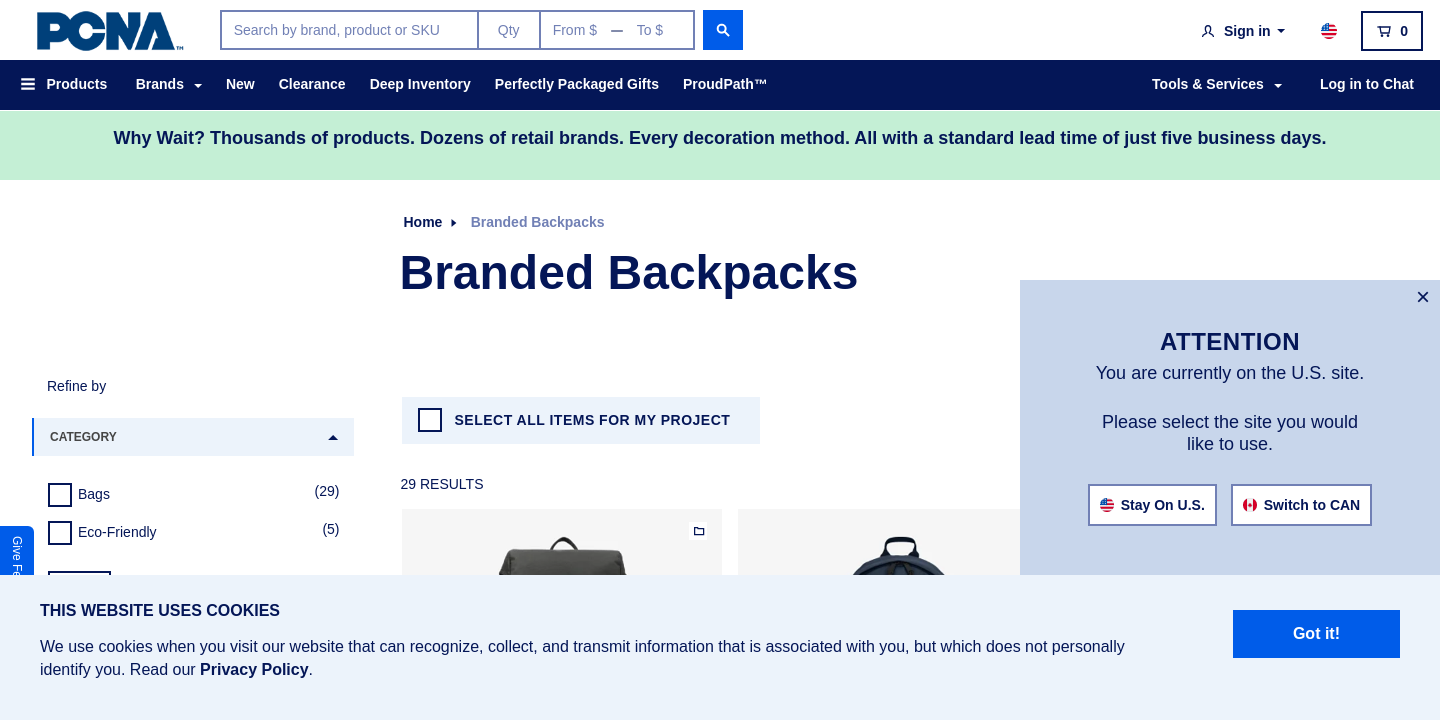 PCNA™
Search by brand, product or SKU
Qty
From $ — To $
Sign in
0
Products
Brands
New
Clearance
Deep Inventory
Perfectly Packaged Gifts
ProudPath™
Tools & Services
Log in to Chat
Why Wait? Thousands of products. Dozens of retail brands. Every decoration method. All with a standard lead time of just five business days.
Home
Branded Backpacks
Branded Backpacks
Refine by
CATEGORY
Bags
(29)
Eco-Friendly
(5)
SELECT ALL ITEMS FOR MY PROJECT
29 RESULTS
ATTENTION
You are currently on the U.S. site.
Please select the site you would
like to use.
Stay On U.S.
Switch to CAN
Give
THIS WEBSITE USES COOKIES
We use cookies when you visit our website that can recognize, collect, and transmit information that is associated with you, but which does not personally
identify you. Read our Privacy Policy.
Got it!